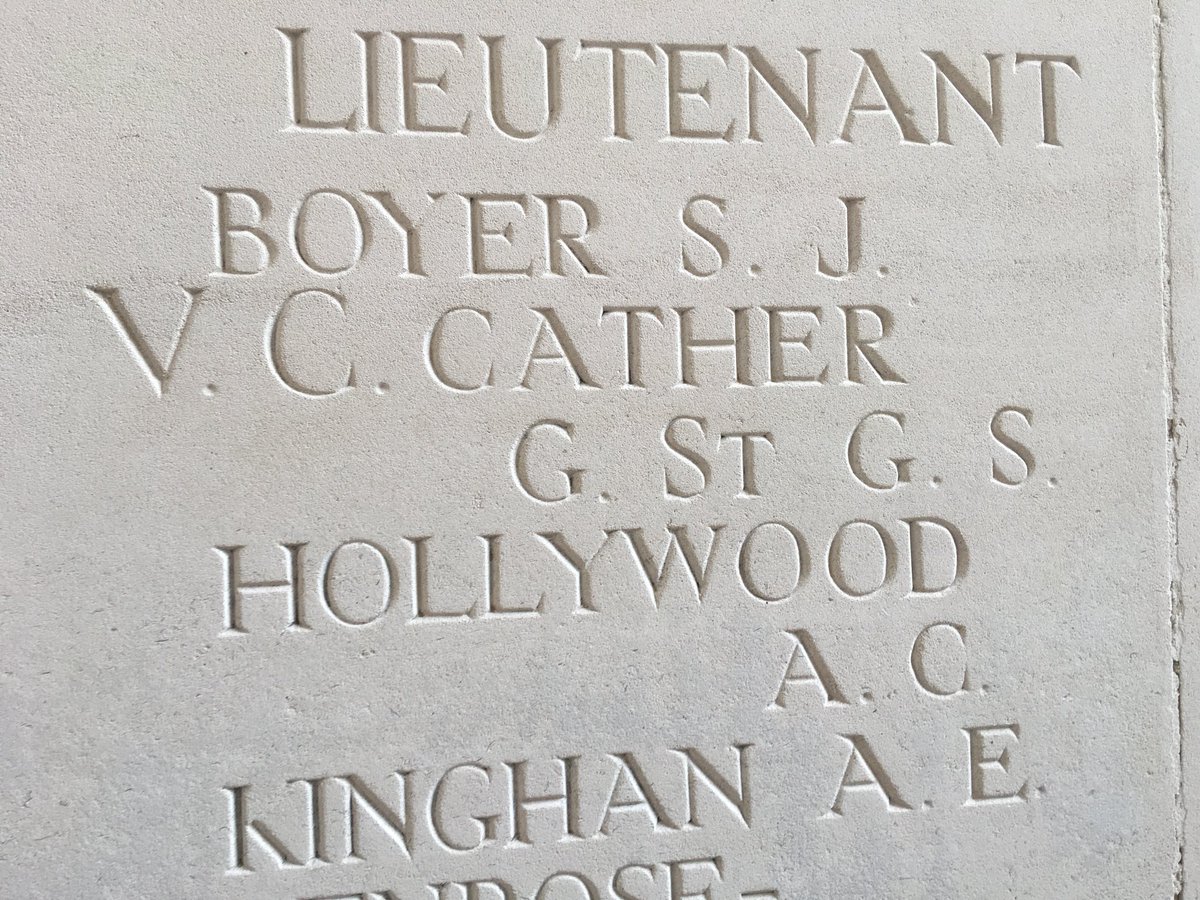 LIEUTENANT
BOYER S. J.
V. C. CATHER
G. ST G. S.
HOLLYWOOD
A. C.
KINGHAN A. E.